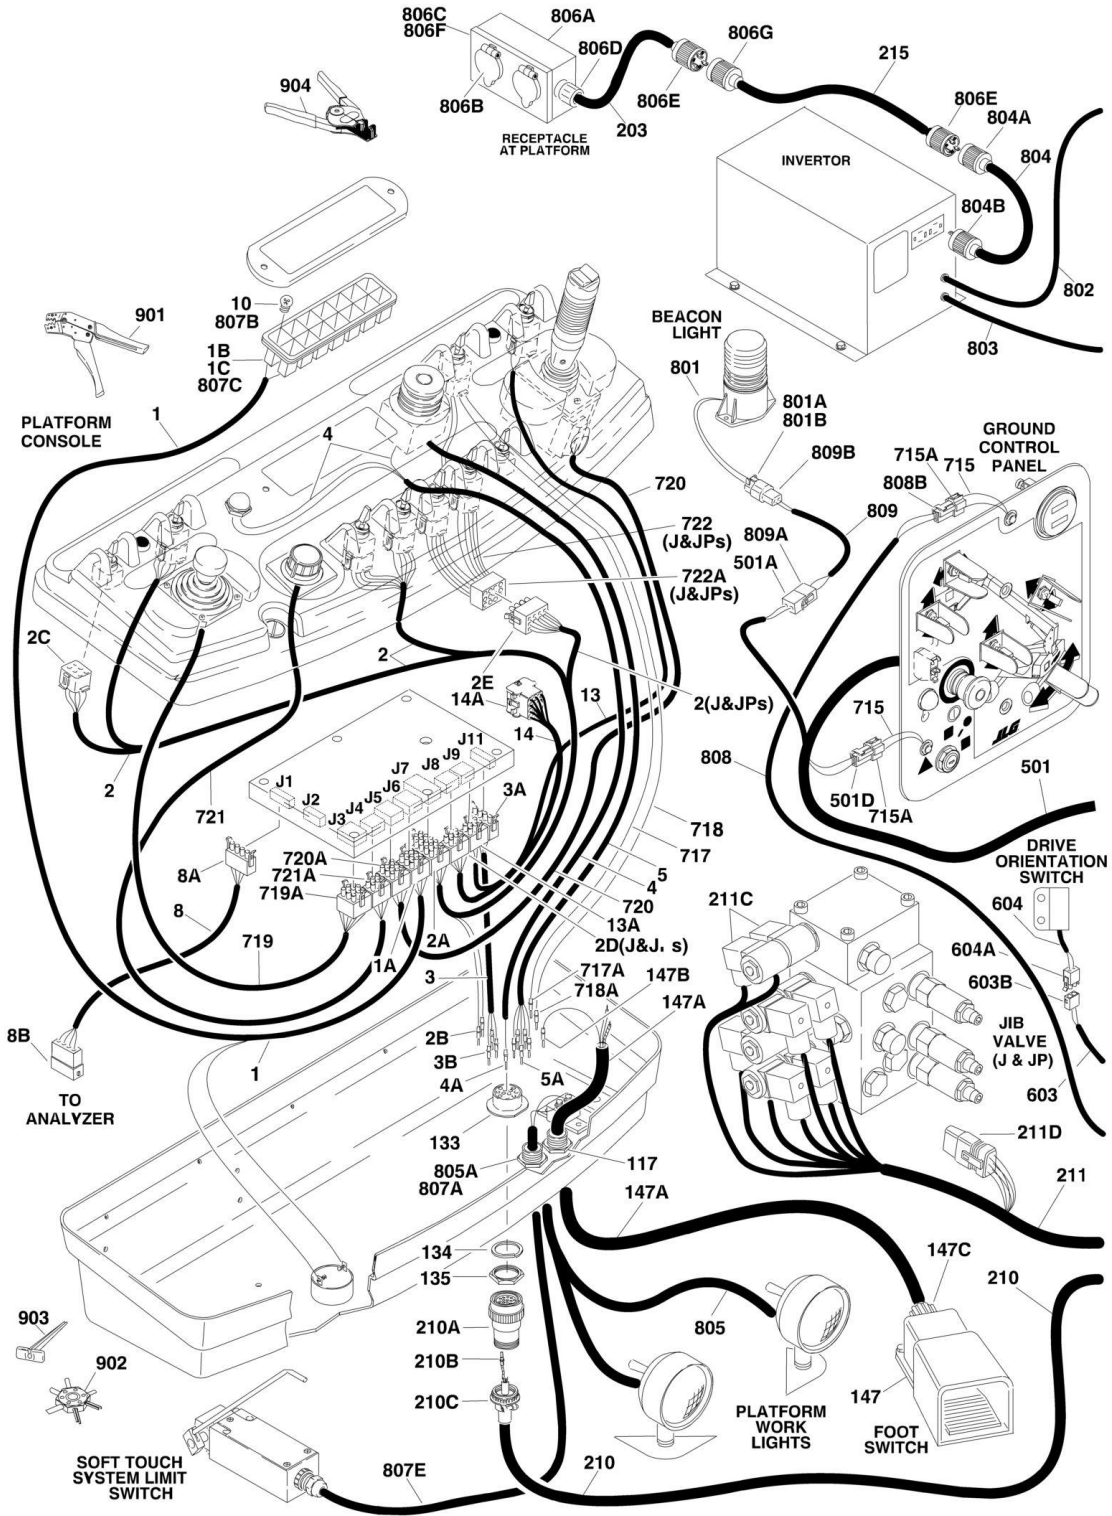 806C
806F
806A
806D
806G
215
904
806B
806E
203
806E
804A
804
RECEPTACLE
AT PLATFORM
INVERTOR
804B
802
803
10
807B
901
1B
1C
807C
BEACON
LIGHT
801
801A
801B
809B
PLATFORM
CONSOLE
1
4
GROUND
CONTROL
PANEL
715A
715
808B
720
809
722
(J&JPs)
809A
501A
722A
(J&JPs)
2C
2
2E
14A
13
2(J&JPs)
14
715
JLG
2
721
J1
J2
J3
J4
J5
J6
J7
J8
J9
J11
3A
808
501D
715A
501
718
717
8A
720A
721A
719A
5
4
720
13A
2D(J&J s)
DRIVE
ORIENTATION
SWITCH
211C
604
604A
603B
8
719
1A
2A
3
717A
718A
147B
147A
8B
2B
3B
4A
5A
JIB
VALVE
(J & JP)
603
1
TO
ANALYZER
133
211D
805A
807A
117
147A
211
134
135
147C
210
903
210A
805
902
210B
210C
147
PLATFORM
WORK
LIGHTS
FOOT
SWITCH
SOFT TOUCH
SYSTEM LIMIT
SWITCH
807E
210